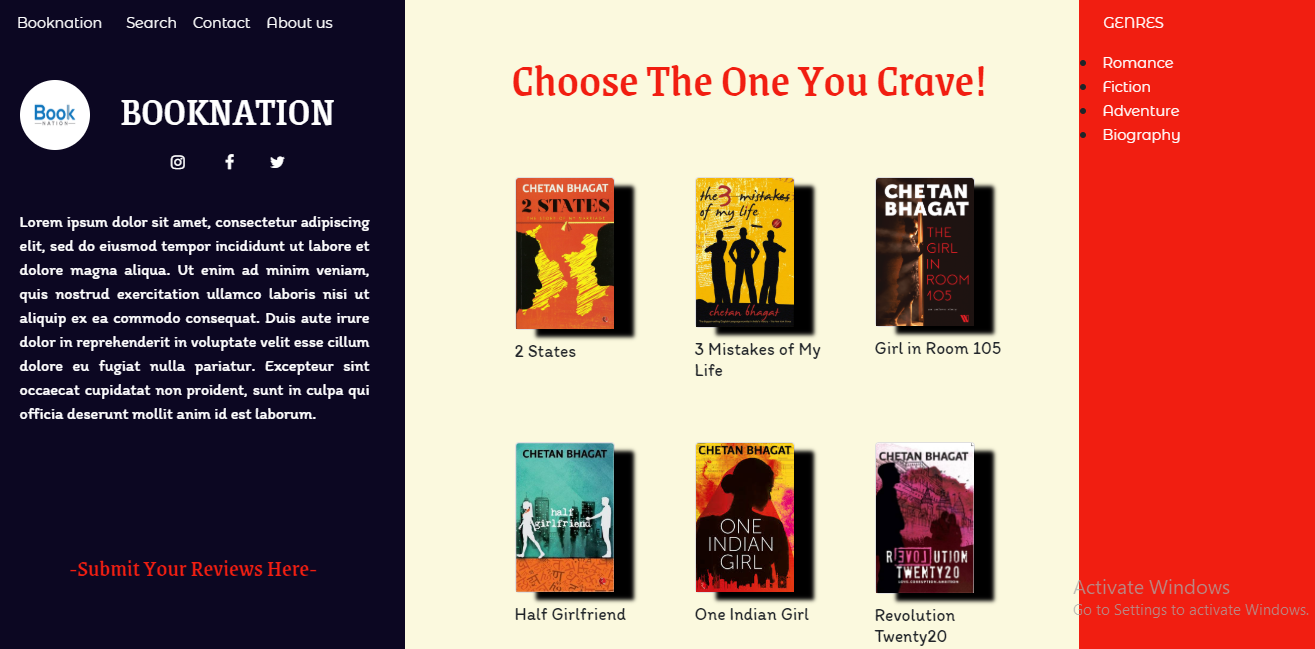 Booknation Search Contact About us
Book
NATION
BOOKNATION
Lorem ipsum dolor sit amet, consectetur adipiscing
elit, sed do eiusmod tempor incididunt ut labore et
dolore magna aliqua. Ut enim ad minim veniam,
quis nostrud exercitation ullamco laboris nisi ut
aliquip ex ea commodo consequat. Duis aute irure
dolor in reprehenderit in voluptate velit esse cillum
dolore eu fugiat nulla pariatur. Excepteur sint
occaecat cupidatat non proident, sunt in culpa qui
officia deserunt mollit anim id est laborum.
-Submit Your Reviews Here-
Choose The One You Crave!
CHETAN BHAGAT
2 STATES
THE STORY OF MY MARRIAGE
2 States
the 3 mistakes
of my life
chetan bhagat
3 Mistakes of My
Life
CHETAN
BHAGAT
THE
GIRL
IN
ROOM
105
Girl in Room 105
CHETAN BHAGAT
half
girlfriend
Half Girlfriend
CHETAN BHAGAT
ONE
INDIAN
GIRL
One Indian Girl
CHETAN BHAGAT
REVOLUTION
TWENTY20
LOVE.CORRUPTION.AMBITION
Revolution
Twenty20
GENRES
Romance
Fiction
Adventure
Biography
Activate Windows
Go to Settings to activate Windows.